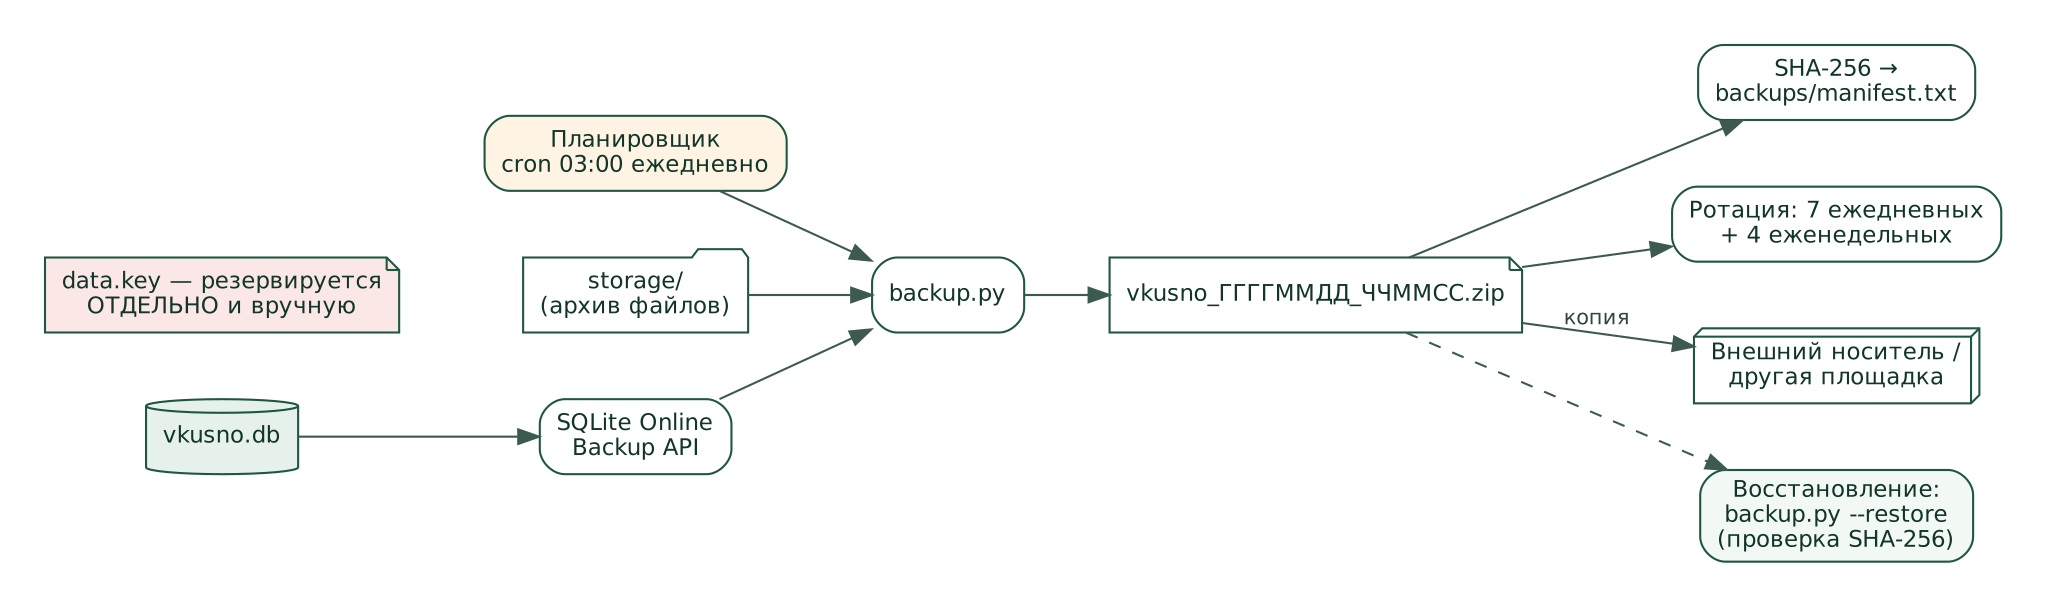 SHA-256 →
backups/manifest.txt
Планировщик
cron 03:00 ежедневно
Ротация: 7 ежедневных
+ 4 еженедельных
data.key — резервируется
ОТДЕЛЬНО и вручную
storage/
(архив файлов)
backup.py
vkusno_ГГГГММДД_ЧЧММСС.zip
копия
Внешний носитель /
другая площадка
vkusno.db
SQLite Online
Backup API
Восстановление:
backup.py --restore
(проверка SHA-256)